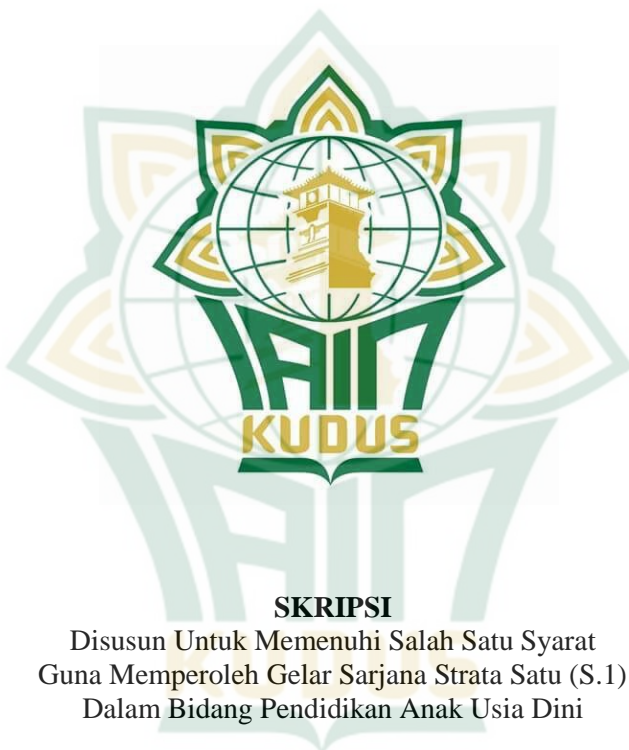 IAIN
KUDUS
SKRIPSI
Disusun Untuk Memenuhi Salah Satu Syarat
Guna Memperoleh Gelar Sarjana Strata Satu (S.1)
Dalam Bidang Pendidikan Anak Usia Dini